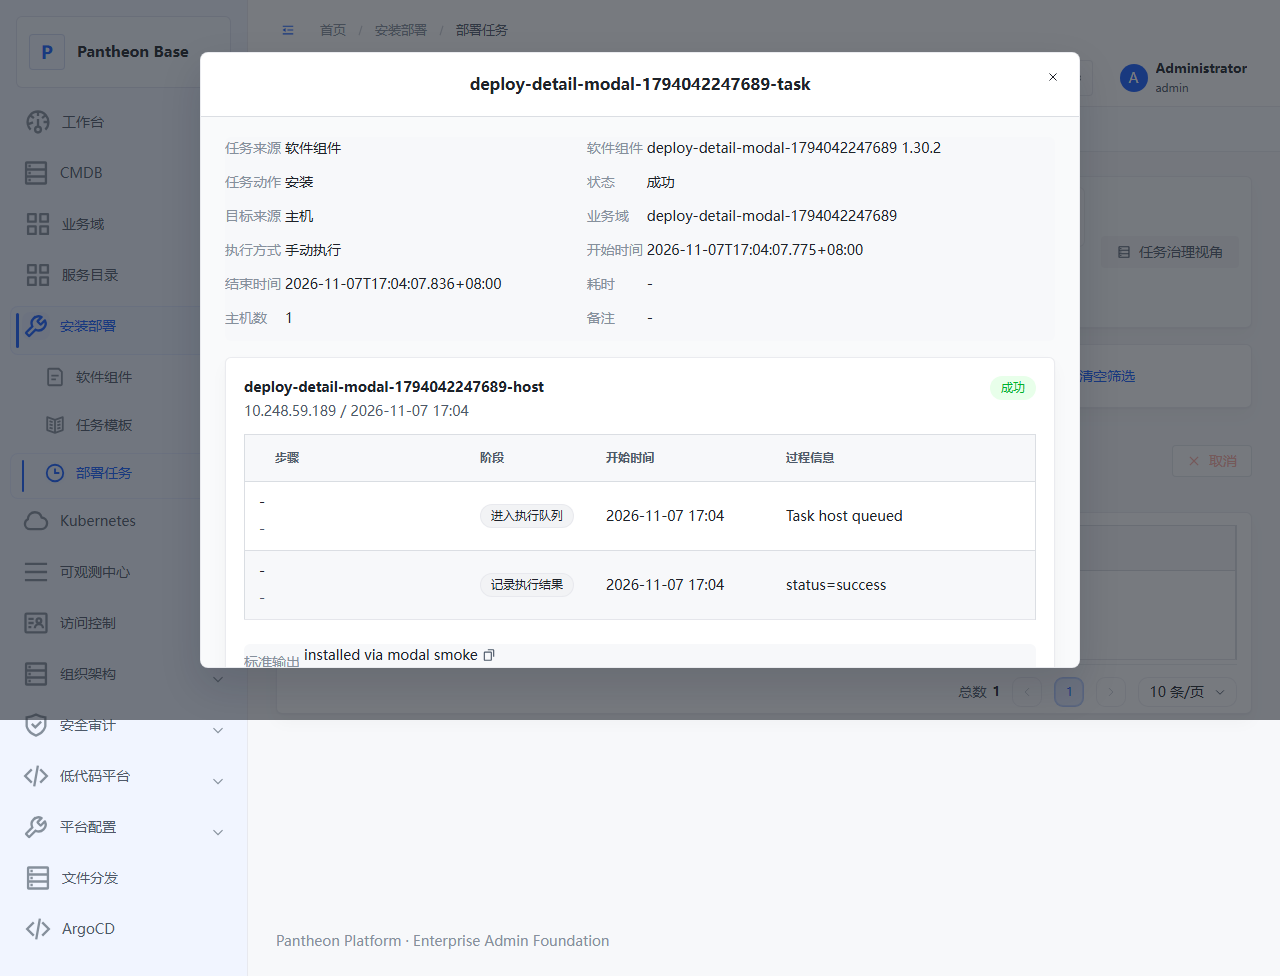 P
Pantheon Base
工作台
CMDB
业务域
服务目录
安装部署
软件组件
任务模板
部署任务
Kubernetes
可观测中心
访问控制
组织架构
安全审计
低代码平台
平台配置
文件分发
ArgoCD
首页 / 安装部署 / 部署任务
A
Administrator
admin
任务治理视角
清空筛选
取消
deploy-detail-modal-1794042247689-task
任务来源 软件组件
软件组件 deploy-detail-modal-1794042247689 1.30.2
任务动作 安装
状态 成功
目标来源 主机
业务域 deploy-detail-modal-1794042247689
执行方式 手动执行
开始时间 2026-11-07T17:04:07.775+08:00
结束时间 2026-11-07T17:04:07.836+08:00
耗时 -
主机数 1
备注 -
deploy-detail-modal-1794042247689-host
成功
10.248.59.189 / 2026-11-07 17:04
步骤 阶段 开始时间 过程信息
-
- 进入执行队列 2026-11-07 17:04 Task host queued
-
- 记录执行结果 2026-11-07 17:04 status=success
标准输出 installed via modal smoke
总数 1
1
10 条/页
Pantheon Platform · Enterprise Admin Foundation